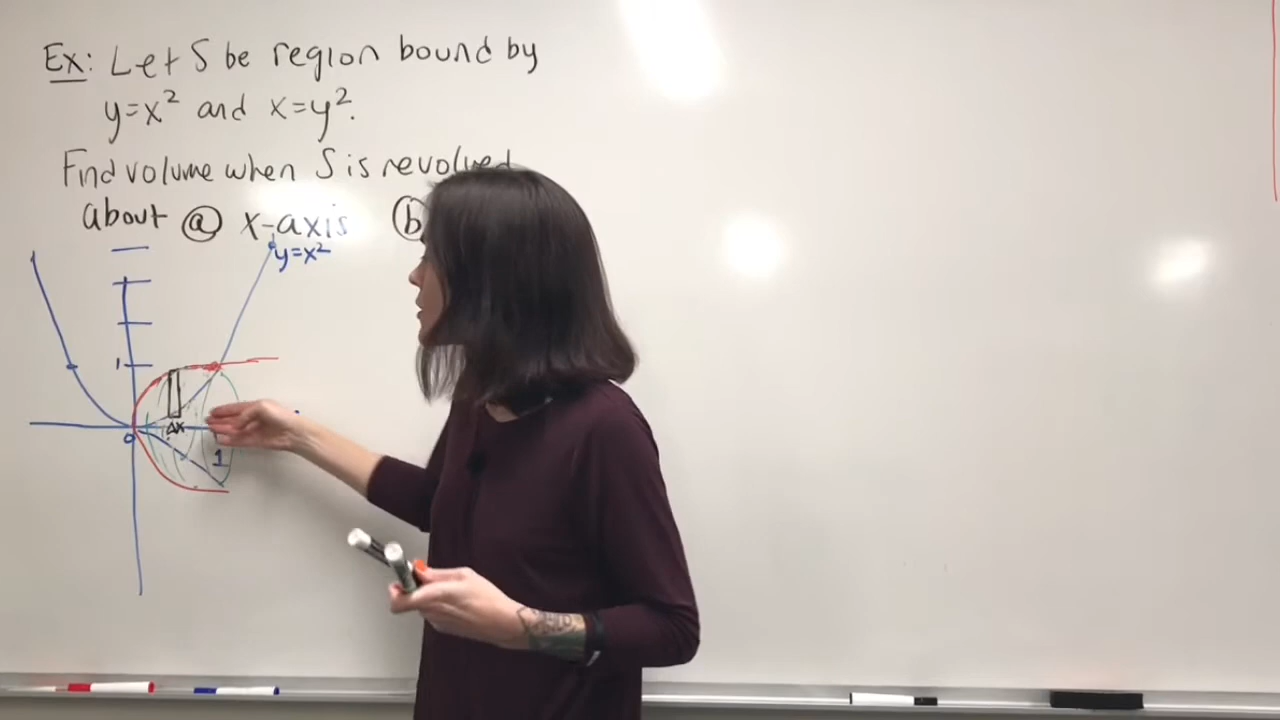 Ex: Let S be region bound by
y=x² and x=y².
Find volume when S is revolved
about ⓐ x-axis ⓑ
y=x²
1
0
Δx
1